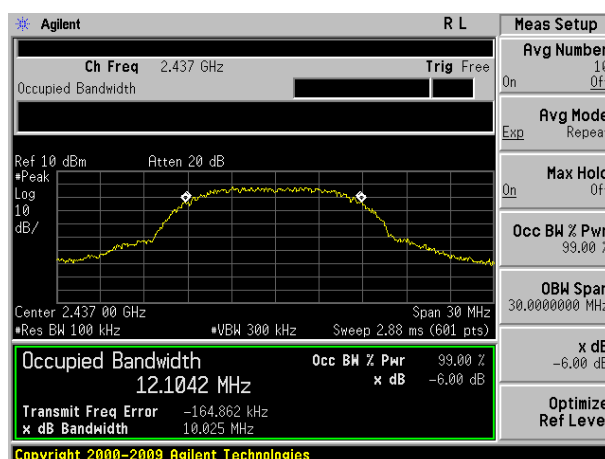 Agilent R L Meas Setup
Ch Freq 2.437 GHz Trig Free
Occupied Bandwidth
Ref 10 dBm Atten 20 dB
#Peak
Log
10
dB/
Center 2.437 00 GHz Span 30 MHz
#Res BW 100 kHz #VBW 300 kHz Sweep 2.88 ms (601 pts)
Occupied Bandwidth Occ BW % Pwr 99.00 %
12.1042 MHz x dB -6.00 dB
Transmit Freq Error -164.862 kHz
x dB Bandwidth 10.025 MHz
Copyright 2000-2009 Agilent Technologies
Avg Number
10
On Of
Avg Mode
Exp Repea
Max Hold
On Of
Occ BW % Pwr
99.00 %
OBW Span
30.0000000 MHz
x dB
-6.00 dB
Optimize
Ref Leve